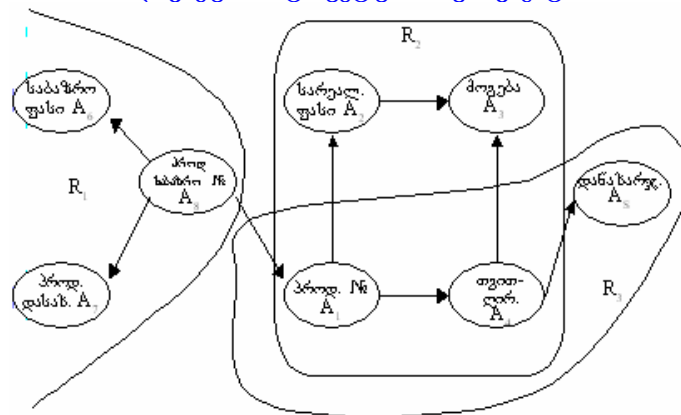 R₂
საბაზრო
ფასი A₆
სარეალ.
ფასი A₂
მოგება
A₃
პროდ
სბაზრო №
A₈
R₁
დანახარჯ.
A₅
პროდ.
დასახ. A₇
პროდ. №
A₁
თვით-
ღირ.
A₄
R₃